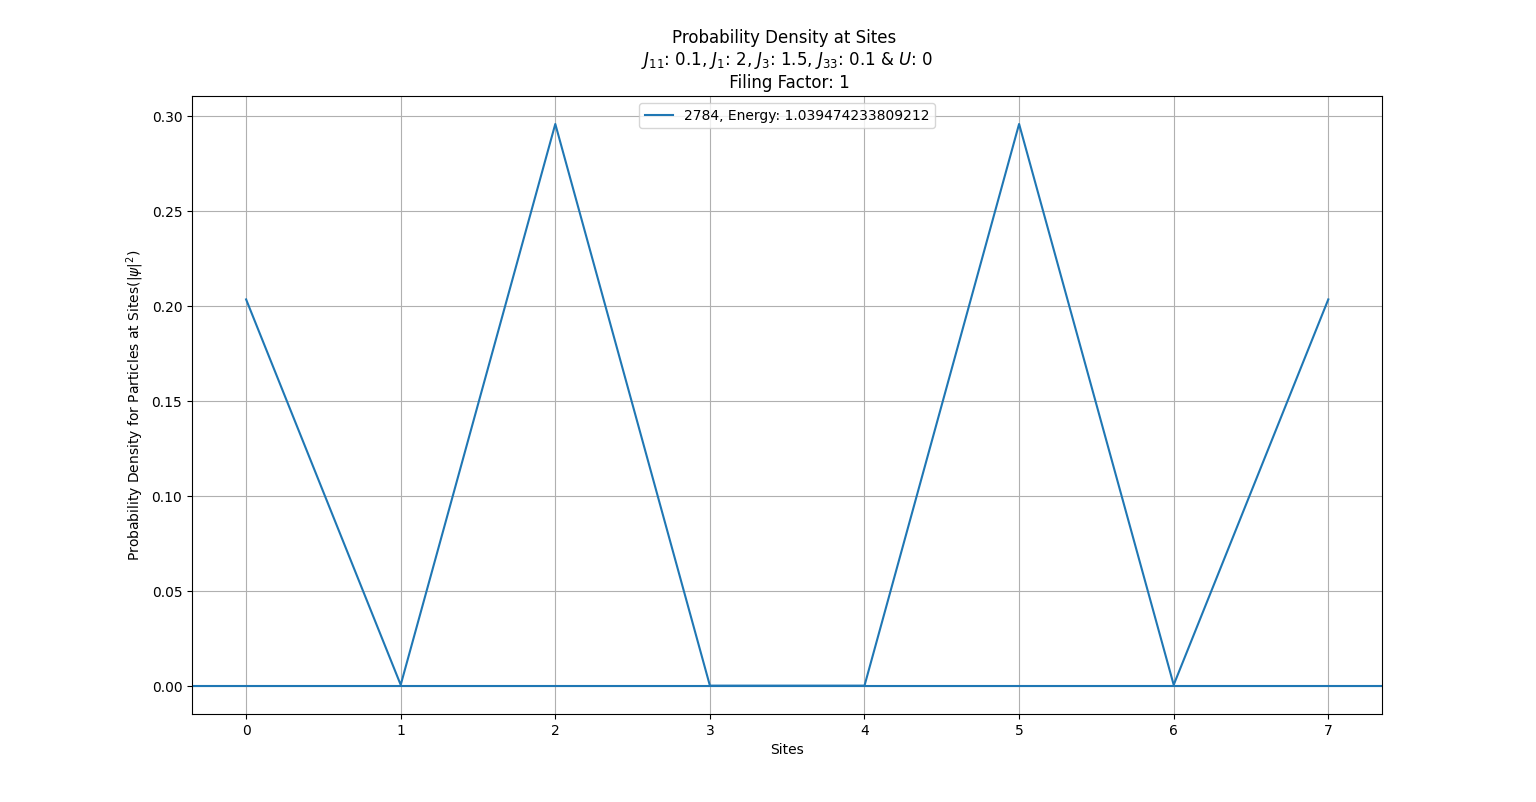 Probability Density at Sites
J₁₁: 0.1, J₁: 2, J₃: 1.5, J₃₃: 0.1 & U: 0
Filing Factor: 1
2784, Energy: 1.039474233809212
Probability Density for Particles at Sites(|ψ|²)
0.30
0.25
0.20
0.15
0.10
0.05
0.00
0 1 2 3 4 5 6 7
Sites